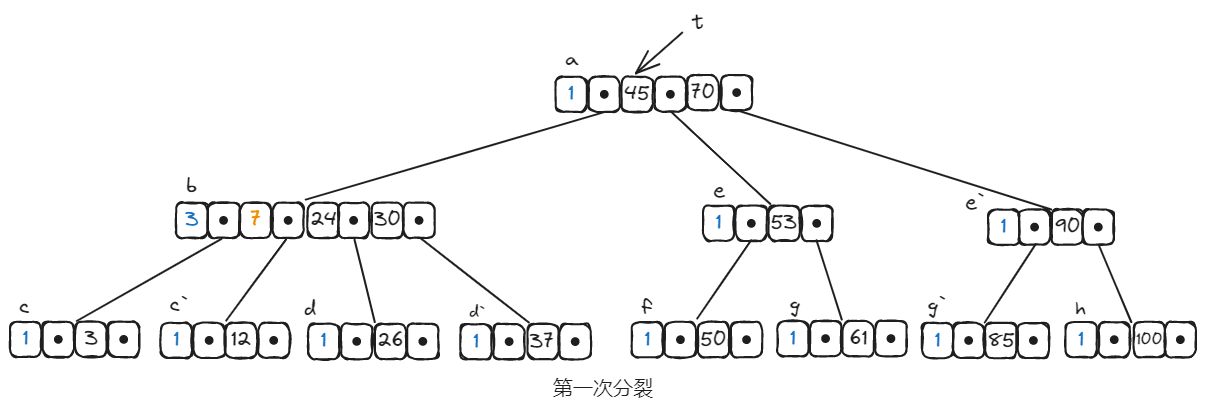 t
a
1 • 45 • 70 •
b
3 • 7 • 24 • 30 •
e
1 • 53 •
e`
1 • 90 •
c
1 • 3 •
c`
1 • 12 •
d
1 • 26 •
d`
1 • 37 •
f
1 • 50 •
g
1 • 61 •
g`
1 • 85 •
h
1 • 100 •
第一次分裂